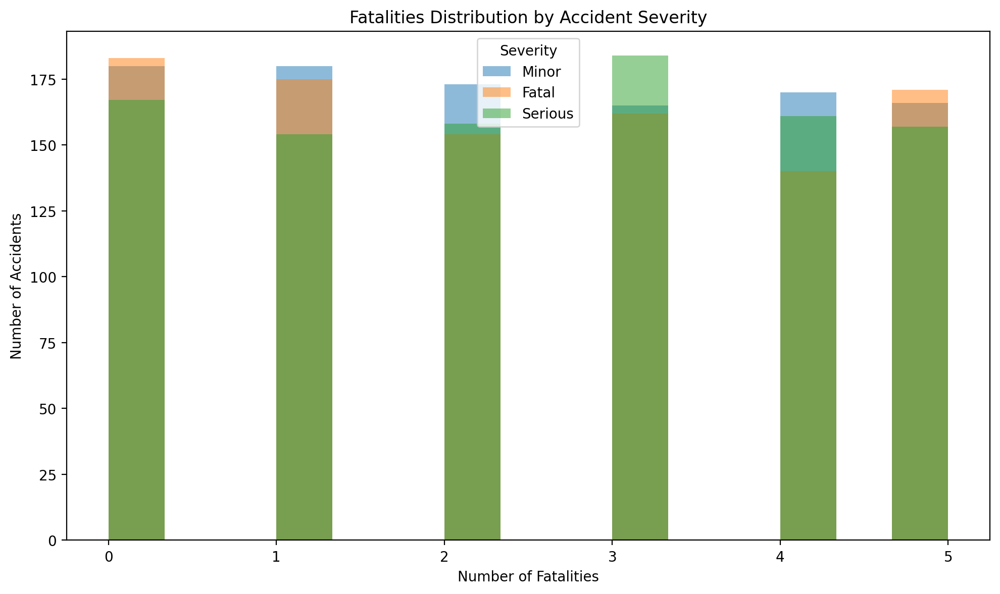 Fatalities Distribution by Accident Severity
Severity
Minor
Fatal
Serious
175
150
125
100
75
50
25
0
Number of Accidents
0 1 2 3 4 5
Number of Fatalities